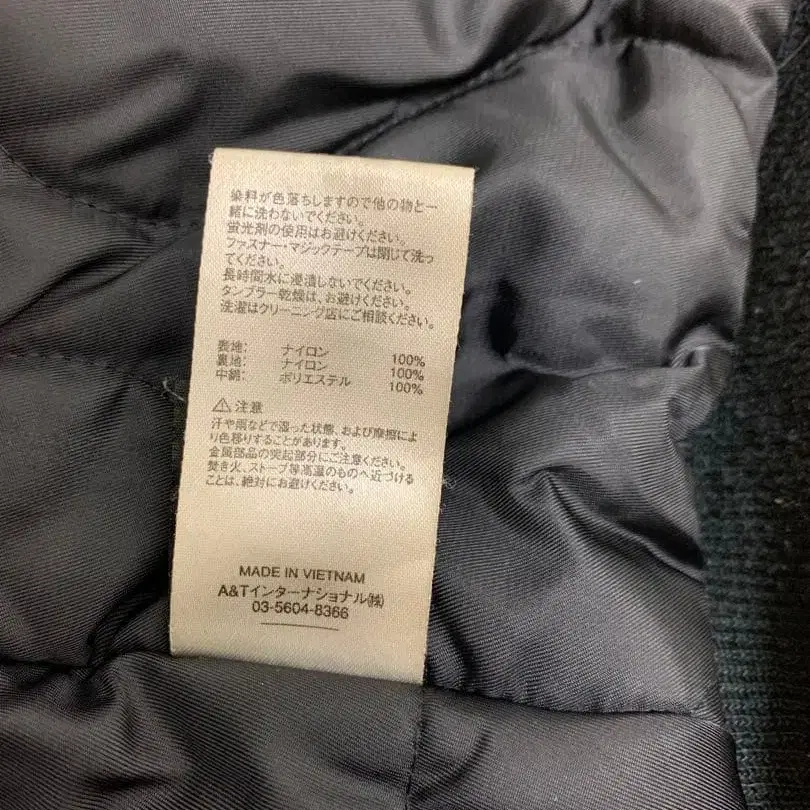 染料が色落ちしますので他の物と一
緒に洗わないでください。
蛍光剤の使用はお避けください。
ファスナー・マジックテープは閉じて洗っ
てください。
長時間水に浸漬しないでください。
タンブラー乾燥は、お避けください。
洗濯はクリーニング店にご相談ください。
表地: ナイロン 100%
裏地: ナイロン 100%
中綿: ポリエステル 100%
⚠注意
汗や雨などで湿った状態、および摩擦によ
り色移りすることがあります。
金属部品の突起部分にご注意ください。
焚き火、ストーブ等高温のものへ近づける
ことは、絶対にお避けください。
MADE IN VIETNAM
A&Tインターナショナル㈱
03-5604-8366